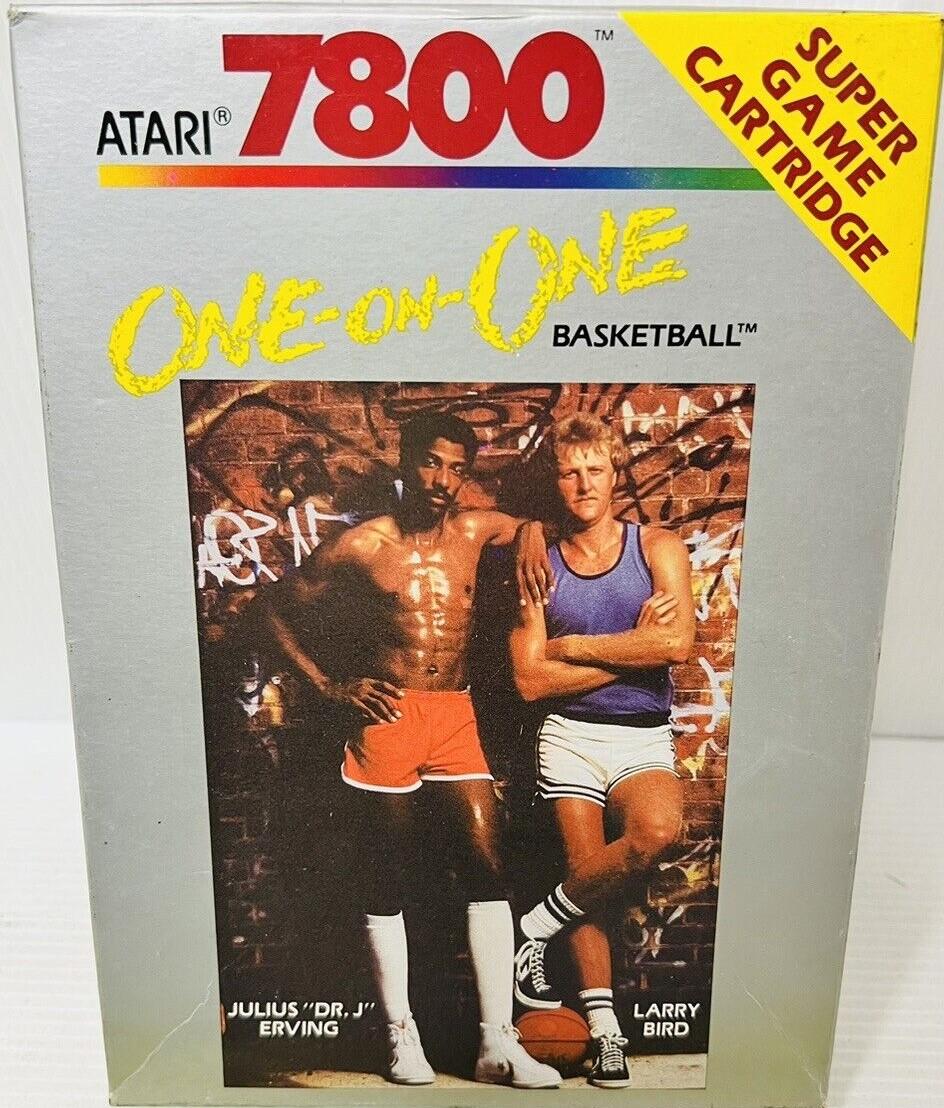 ATARI® 7800™
SUPER
GAME
CARTRIDGE
ONE-ON-ONE
BASKETBALL™
JULIUS "DR. J"
ERVING
LARRY
BIRD